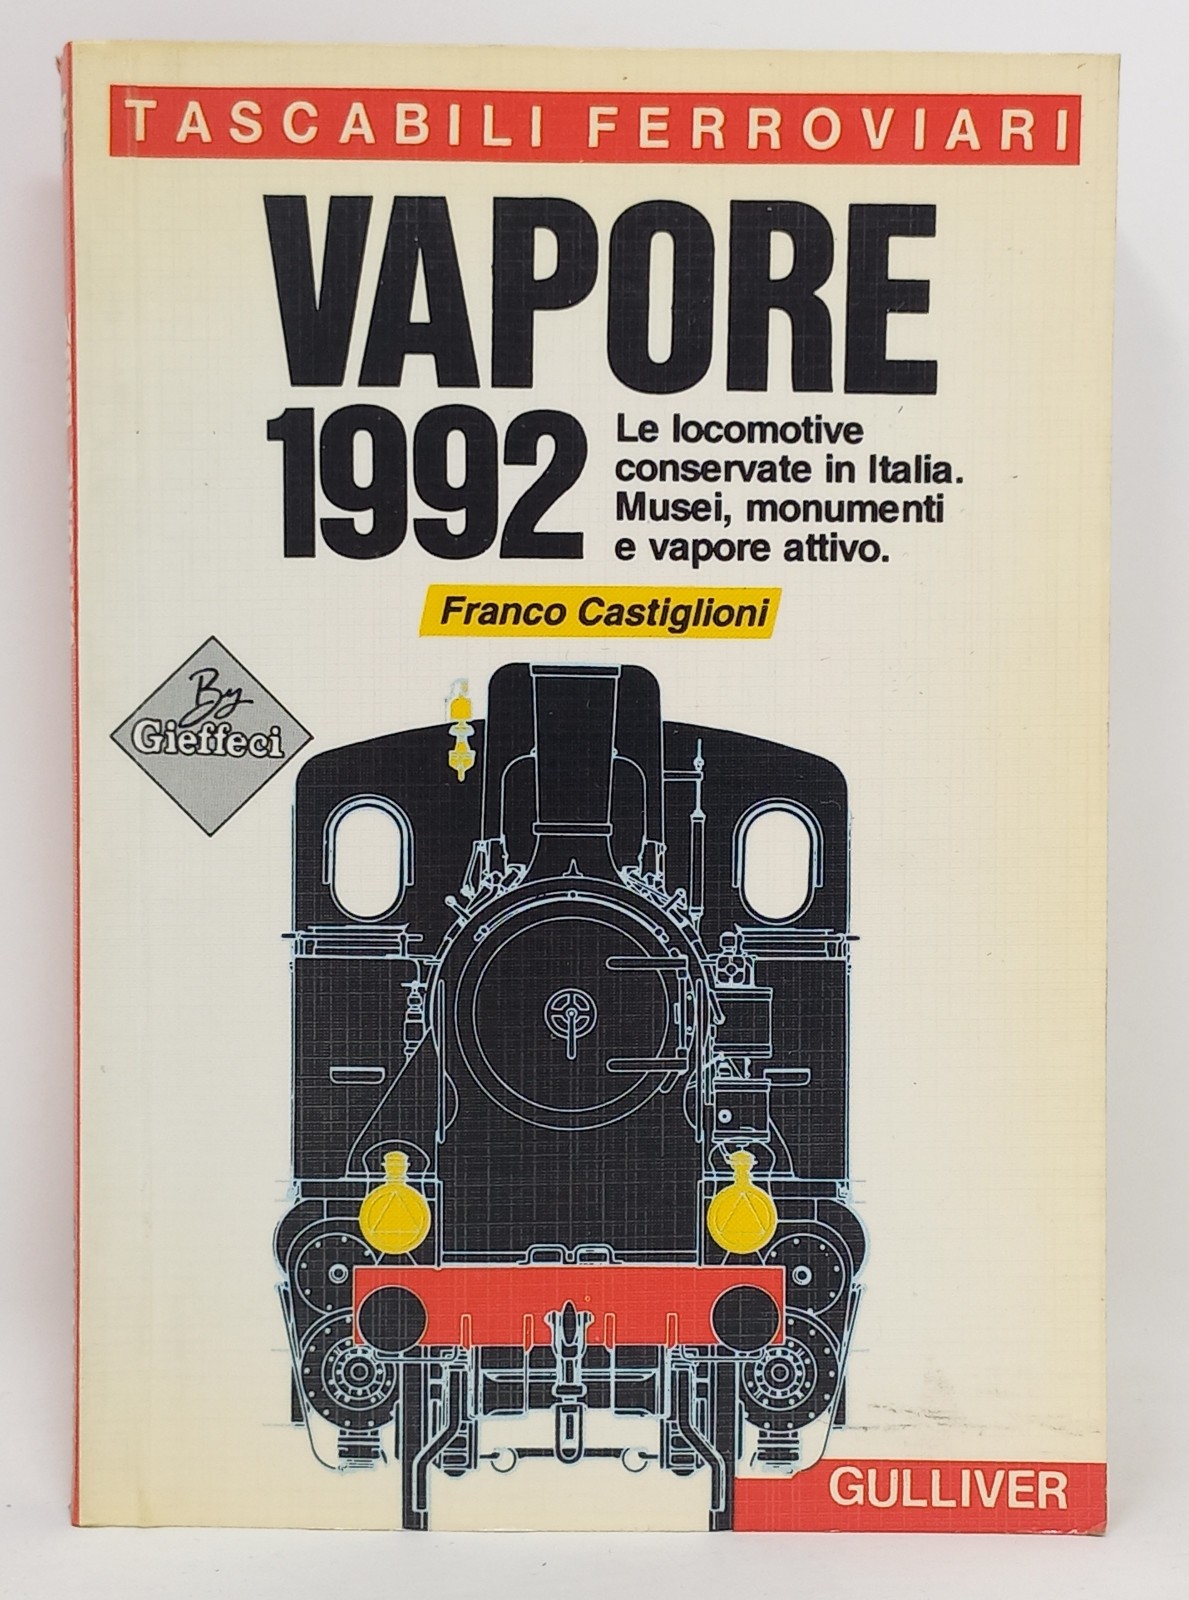 TASCABILI FERROVIARI
VAPORE
1992
Le locomotive
conservate in Italia.
Musei, monumenti
e vapore attivo.
Franco Castiglioni
By
Gieffeci
GULLIVER